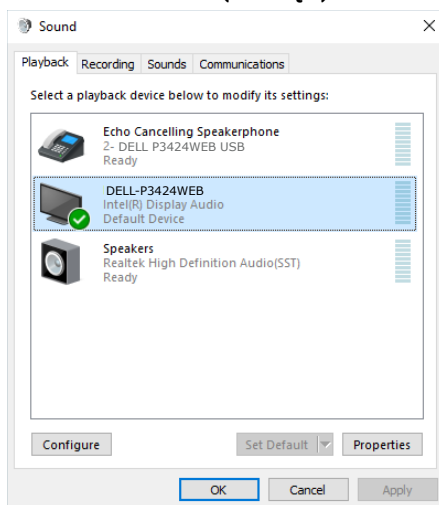 Sound
Playback Recording Sounds Communications
Select a playback device below to modify its settings:
Echo Cancelling Speakerphone
2- DELL P3424WEB USB
Ready
DELL-P3424WEB
Intel(R) Display Audio
Default Device
Speakers
Realtek High Definition Audio(SST)
Ready
Configure Set Default Properties
OK Cancel Apply